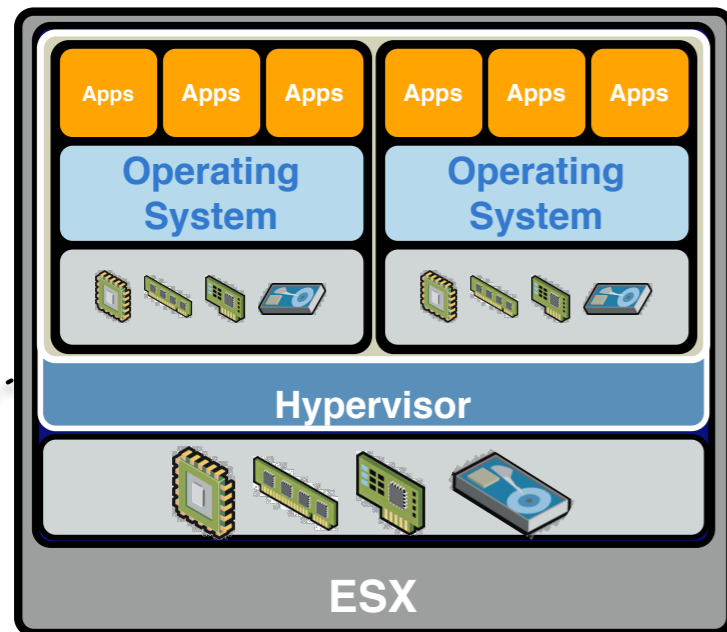 Apps Apps Apps Apps Apps Apps
Operating Operating
System System
Hypervisor
ESX